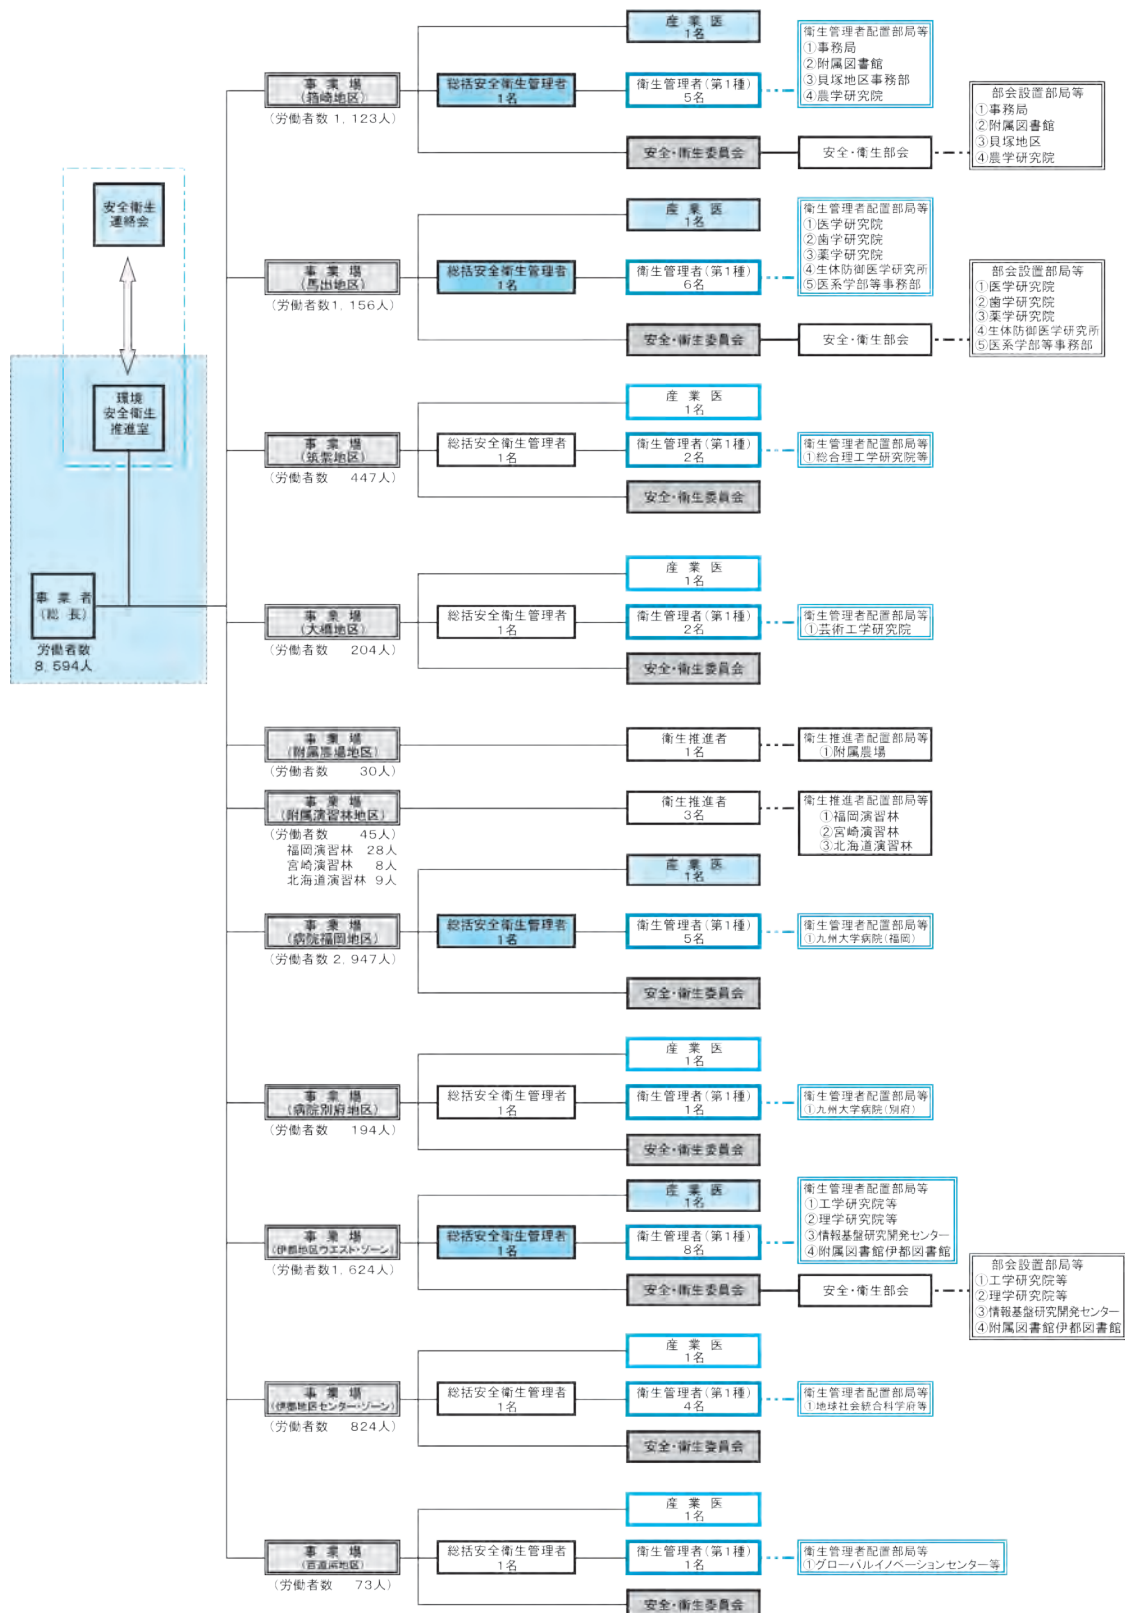 安全衛生
連絡会
環境
安全衛生
推進室
事業者
(総長)
労働者数
8,594人
事業場
(箱崎地区)
(労働者数 1,123人)
総括安全衛生管理者
1名
産業医
1名
衛生管理者(第1種)
5名
安全・衛生委員会
安全・衛生部会
衛生管理者配置部局等
①事務局
②附属図書館
③貝塚地区事務部
④農学研究院
部会設置部局等
①事務局
②附属図書館
③貝塚地区
④農学研究院
事業場
(馬出地区)
(労働者数1,156人)
総括安全衛生管理者
1名
産業医
1名
衛生管理者(第1種)
6名
安全・衛生委員会
安全・衛生部会
衛生管理者配置部局等
①医学研究院
②歯学研究院
③薬学研究院
④生体防御医学研究所
⑤医系学部等事務部
部会設置部局等
①医学研究院
②歯学研究院
③薬学研究院
④生体防御医学研究所
⑤医系学部等事務部
事業場
(筑紫地区)
(労働者数 447人)
総括安全衛生管理者
1名
産業医
1名
衛生管理者(第1種)
2名
安全・衛生委員会
衛生管理者配置部局等
①総合理工学研究院等
事業場
(大橋地区)
(労働者数 204人)
総括安全衛生管理者
1名
産業医
1名
衛生管理者(第1種)
2名
安全・衛生委員会
衛生管理者配置部局等
①芸術工学研究院
事業場
(附属農場地区)
(労働者数 30人)
衛生推進者
1名
衛生推進者配置部局等
①附属農場
事業場
(附属演習林地区)
(労働者数 45人)
福岡演習林 28人
宮崎演習林 8人
北海道演習林 9人
衛生推進者
3名
衛生推進者配置部局等
①福岡演習林
②宮崎演習林
③北海道演習林
事業場
(病院福岡地区)
(労働者数 2,947人)
総括安全衛生管理者
1名
産業医
1名
衛生管理者(第1種)
5名
安全・衛生委員会
衛生管理者配置部局等
①九州大学病院(福岡)
事業場
(病院別府地区)
(労働者数 194人)
総括安全衛生管理者
1名
産業医
1名
衛生管理者(第1種)
1名
安全・衛生委員会
衛生管理者配置部局等
①九州大学病院(別府)
事業場
(伊都地区ウエスト・ゾーン)
(労働者数1,624人)
総括安全衛生管理者
1名
産業医
1名
衛生管理者(第1種)
8名
安全・衛生委員会
安全・衛生部会
衛生管理者配置部局等
①工学研究院等
②理学研究院等
③情報基盤研究開発センター
④附属図書館伊都図書館
部会設置部局等
①工学研究院等
②理学研究院等
③情報基盤研究開発センター
④附属図書館伊都図書館
事業場
(伊都地区センター・ゾーン)
(労働者数 824人)
総括安全衛生管理者
1名
産業医
1名
衛生管理者(第1種)
4名
安全・衛生委員会
衛生管理者配置部局等
①地球社会統合科学府等
事業場
(百道浜地区)
(労働者数 73人)
総括安全衛生管理者
1名
産業医
1名
衛生管理者(第1種)
1名
安全・衛生委員会
衛生管理者配置部局等
①グローバルイノベーションセンター等